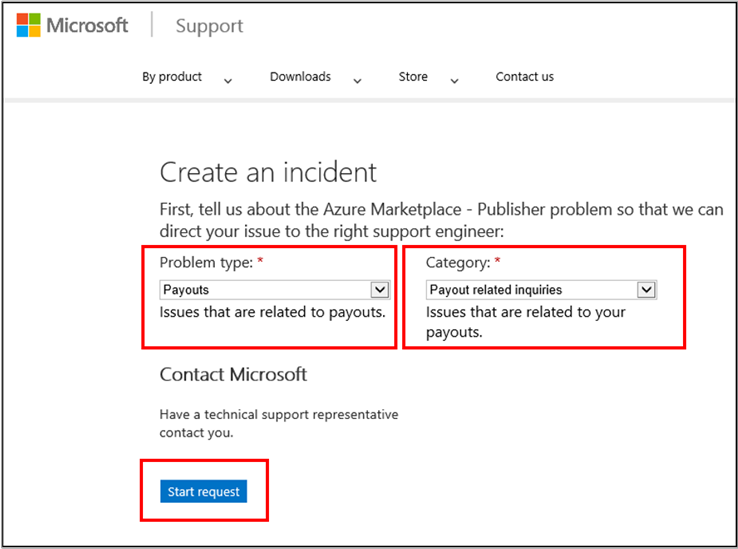 Microsoft Support
By product Downloads Store Contact us
Create an incident
First, tell us about the Azure Marketplace - Publisher problem so that we can
direct your issue to the right support engineer:
Problem type: * Category: *
Payouts Payout related inquiries
Issues that are related to payouts. Issues that are related to your
payouts.
Contact Microsoft
Have a technical support representative
contact you.
Start request